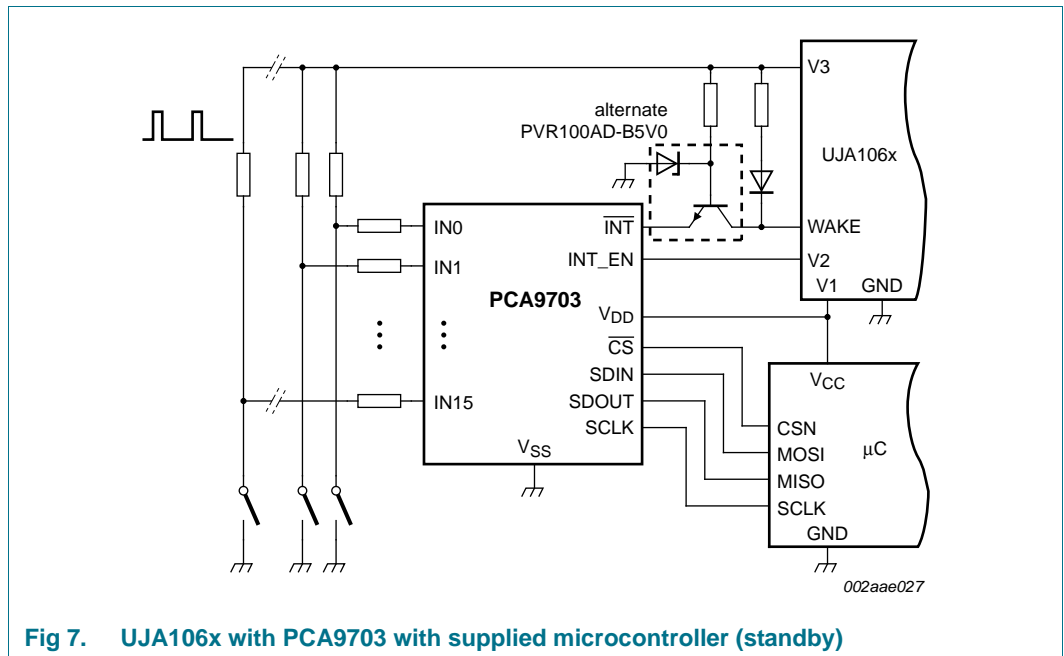 V3
alternate
PVR100AD-B5V0
UJA106x
IN0
INT
WAKE
IN1
INT_EN
V2
PCA9703
V1
GND
VDD
CS
VCC
SDIN
IN15
SDOUT
CSN
SCLK
MOSI
μC
VSS
MISO
SCLK
GND
002aae027
Fig 7. UJA106x with PCA9703 with supplied microcontroller (standby)